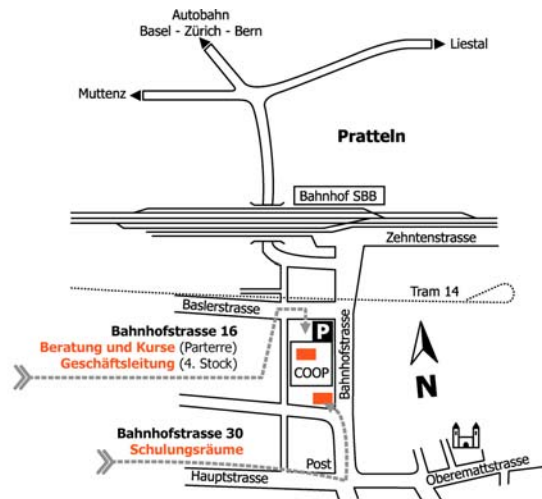 Autobahn
Basel - Zürich - Bern
Liestal
Muttenz
Pratteln
Bahnhof SBB
Zehntenstrasse
Tram 14
Baslerstrasse
Bahnhofstrasse 16
Beratung und Kurse (Parterre)
Geschäftsleitung (4. Stock)
P
COOP
Bahnhofstrasse
N
Bahnhofstrasse 30
Schulungsräume
Post
Hauptstrasse
Oberemattstrasse